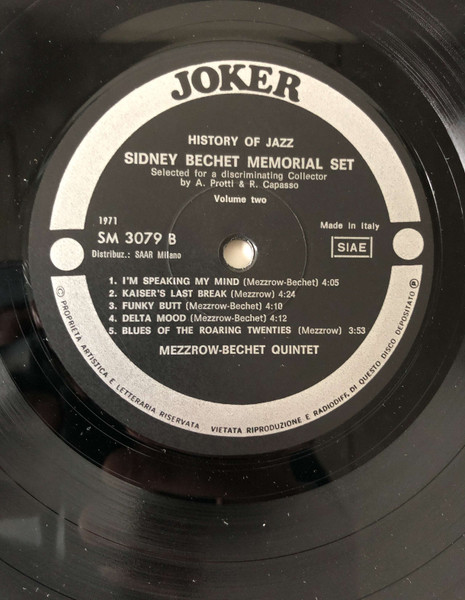 JOKER
HISTORY OF JAZZ
SIDNEY BECHET MEMORIAL SET
Selected for a discriminating Collector
by A. Protti & R. Capasso
Volume two
1971
SM 3079 B
Distribuz.: SAAR Milano
Made in Italy
SIAE
1. I'M SPEAKING MY MIND (Mezzrow-Bechet) 4:05
2. KAISER'S LAST BREAK (Mezzrow) 4:24
3. FUNKY BUTT (Mezzrow-Bechet) 4:10
4. DELTA MOOD (Mezzrow-Bechet) 4:12
5. BLUES OF THE ROARING TWENTIES (Mezzrow) 3:53
MEZZROW-BECHET QUINTET
© PROPRIETA ARTISTICA E LETTERARIA RISERVATA VIETATA RIPRODUZIONE E RADIODIFF. DI QUESTO DISCO DEPOSITATO ®